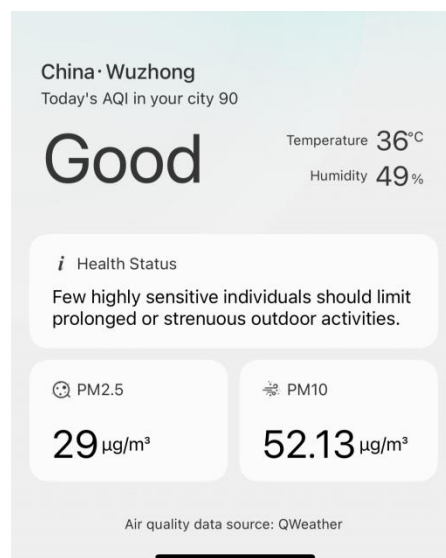 China·Wuzhong
Today's AQI in your city 90
Good
Temperature 36°C
Humidity 49%
i Health Status
Few highly sensitive individuals should limit
prolonged or strenuous outdoor activities.
PM2.5
29 μg/m³
PM10
52.13 μg/m³
Air quality data source: QWeather